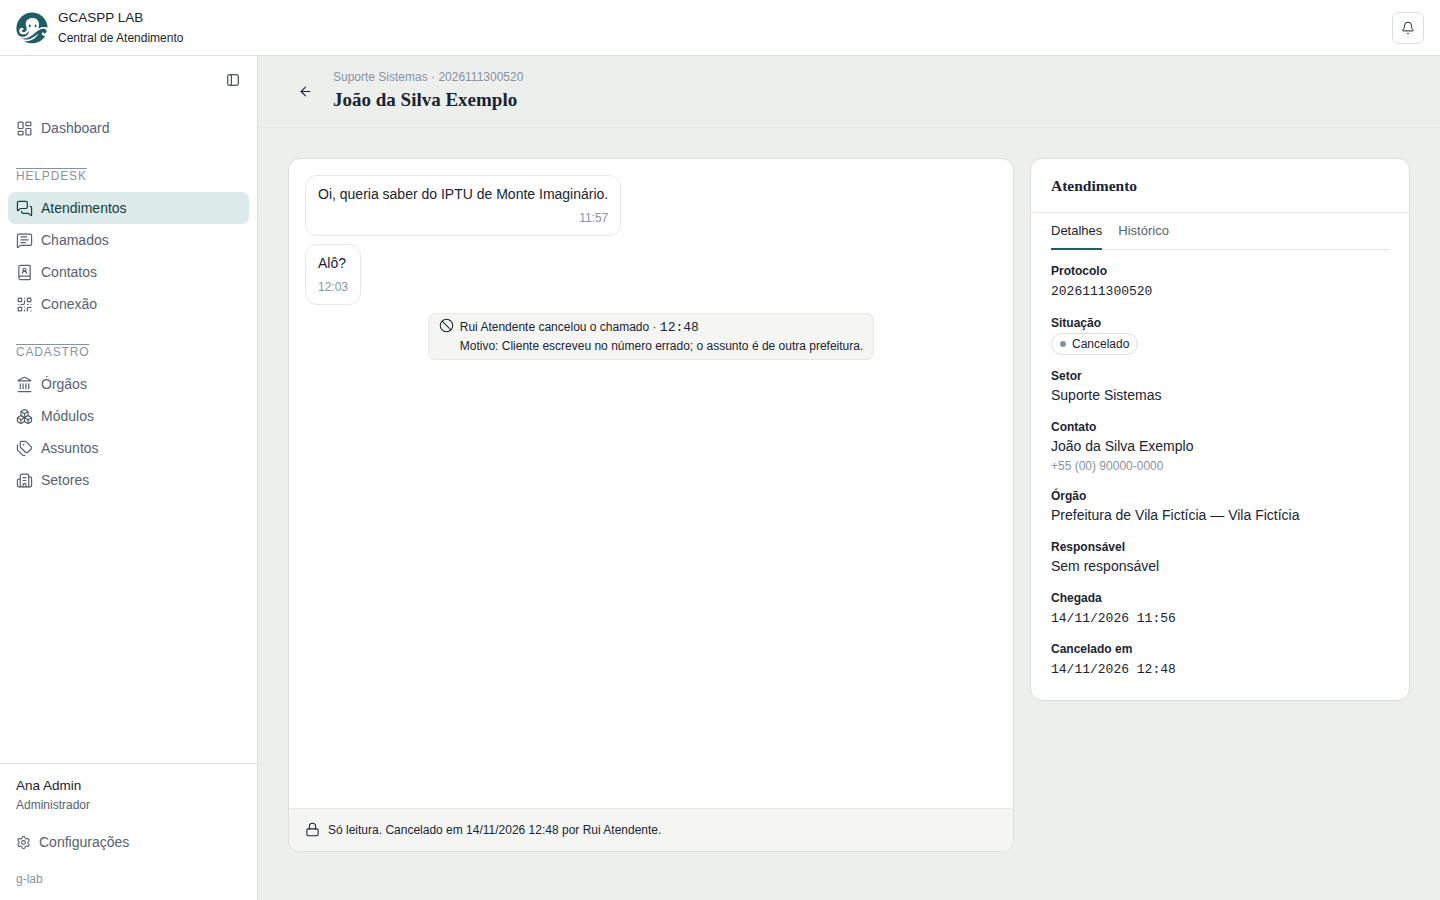 GCASPP LAB
Central de Atendimento
Dashboard
HELPDESK
Atendimentos
Chamados
Contatos
Conexão
CADASTRO
Órgãos
Módulos
Assuntos
Setores
Ana Admin
Administrador
Configurações
g-lab
Suporte Sistemas · 2026111300520
João da Silva Exemplo
Oi, queria saber do IPTU de Monte Imaginário.
11:57
Alô?
12:03
Rui Atendente cancelou o chamado · 12:48
Motivo: Cliente escreveu no número errado; o assunto é de outra prefeitura.
Só leitura. Cancelado em 14/11/2026 12:48 por Rui Atendente.
Atendimento
Detalhes Histórico
Protocolo
2026111300520
Situação
Cancelado
Setor
Suporte Sistemas
Contato
João da Silva Exemplo
+55 (00) 90000-0000
Órgão
Prefeitura de Vila Fictícia — Vila Fictícia
Responsável
Sem responsável
Chegada
14/11/2026 11:56
Cancelado em
14/11/2026 12:48